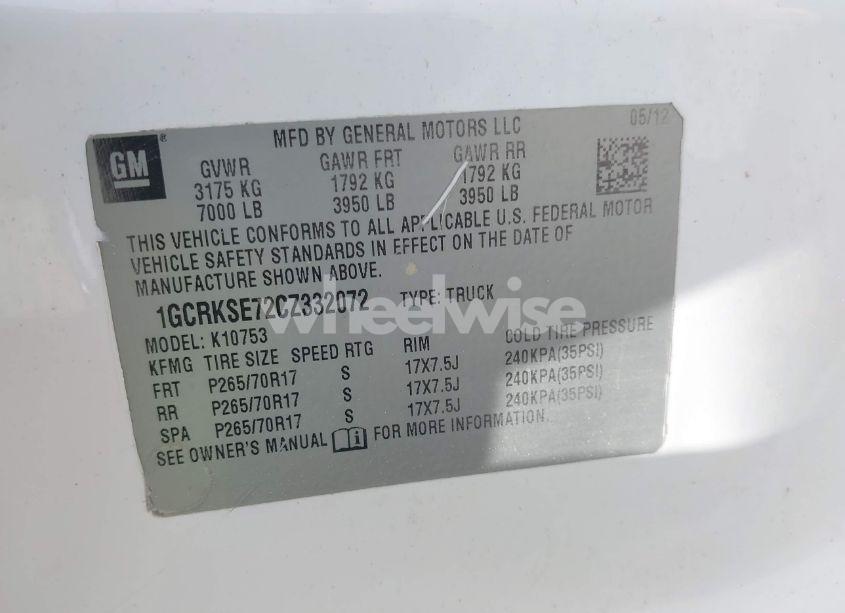 05/12
GM
MFD BY GENERAL MOTORS LLC
GVWR GAWR FRT GAWR RR
3175 KG 1792 KG 1792 KG
7000 LB 3950 LB 3950 LB
THIS VEHICLE CONFORMS TO ALL APPLICABLE U.S. FEDERAL MOTOR
VEHICLE SAFETY STANDARDS IN EFFECT ON THE DATE OF
MANUFACTURE SHOWN ABOVE.
1GCRKSE72CZ332072 TYPE: TRUCK
wheelwise
MODEL: K10753
KFMG TIRE SIZE SPEED RTG RIM COLD TIRE PRESSURE
FRT P265/70R17 S 17X7.5J 240KPA(35PSI)
RR P265/70R17 S 17X7.5J 240KPA(35PSI)
SPA P265/70R17 S 17X7.5J 240KPA(35PSI)
SEE OWNER'S MANUAL FOR MORE INFORMATION.